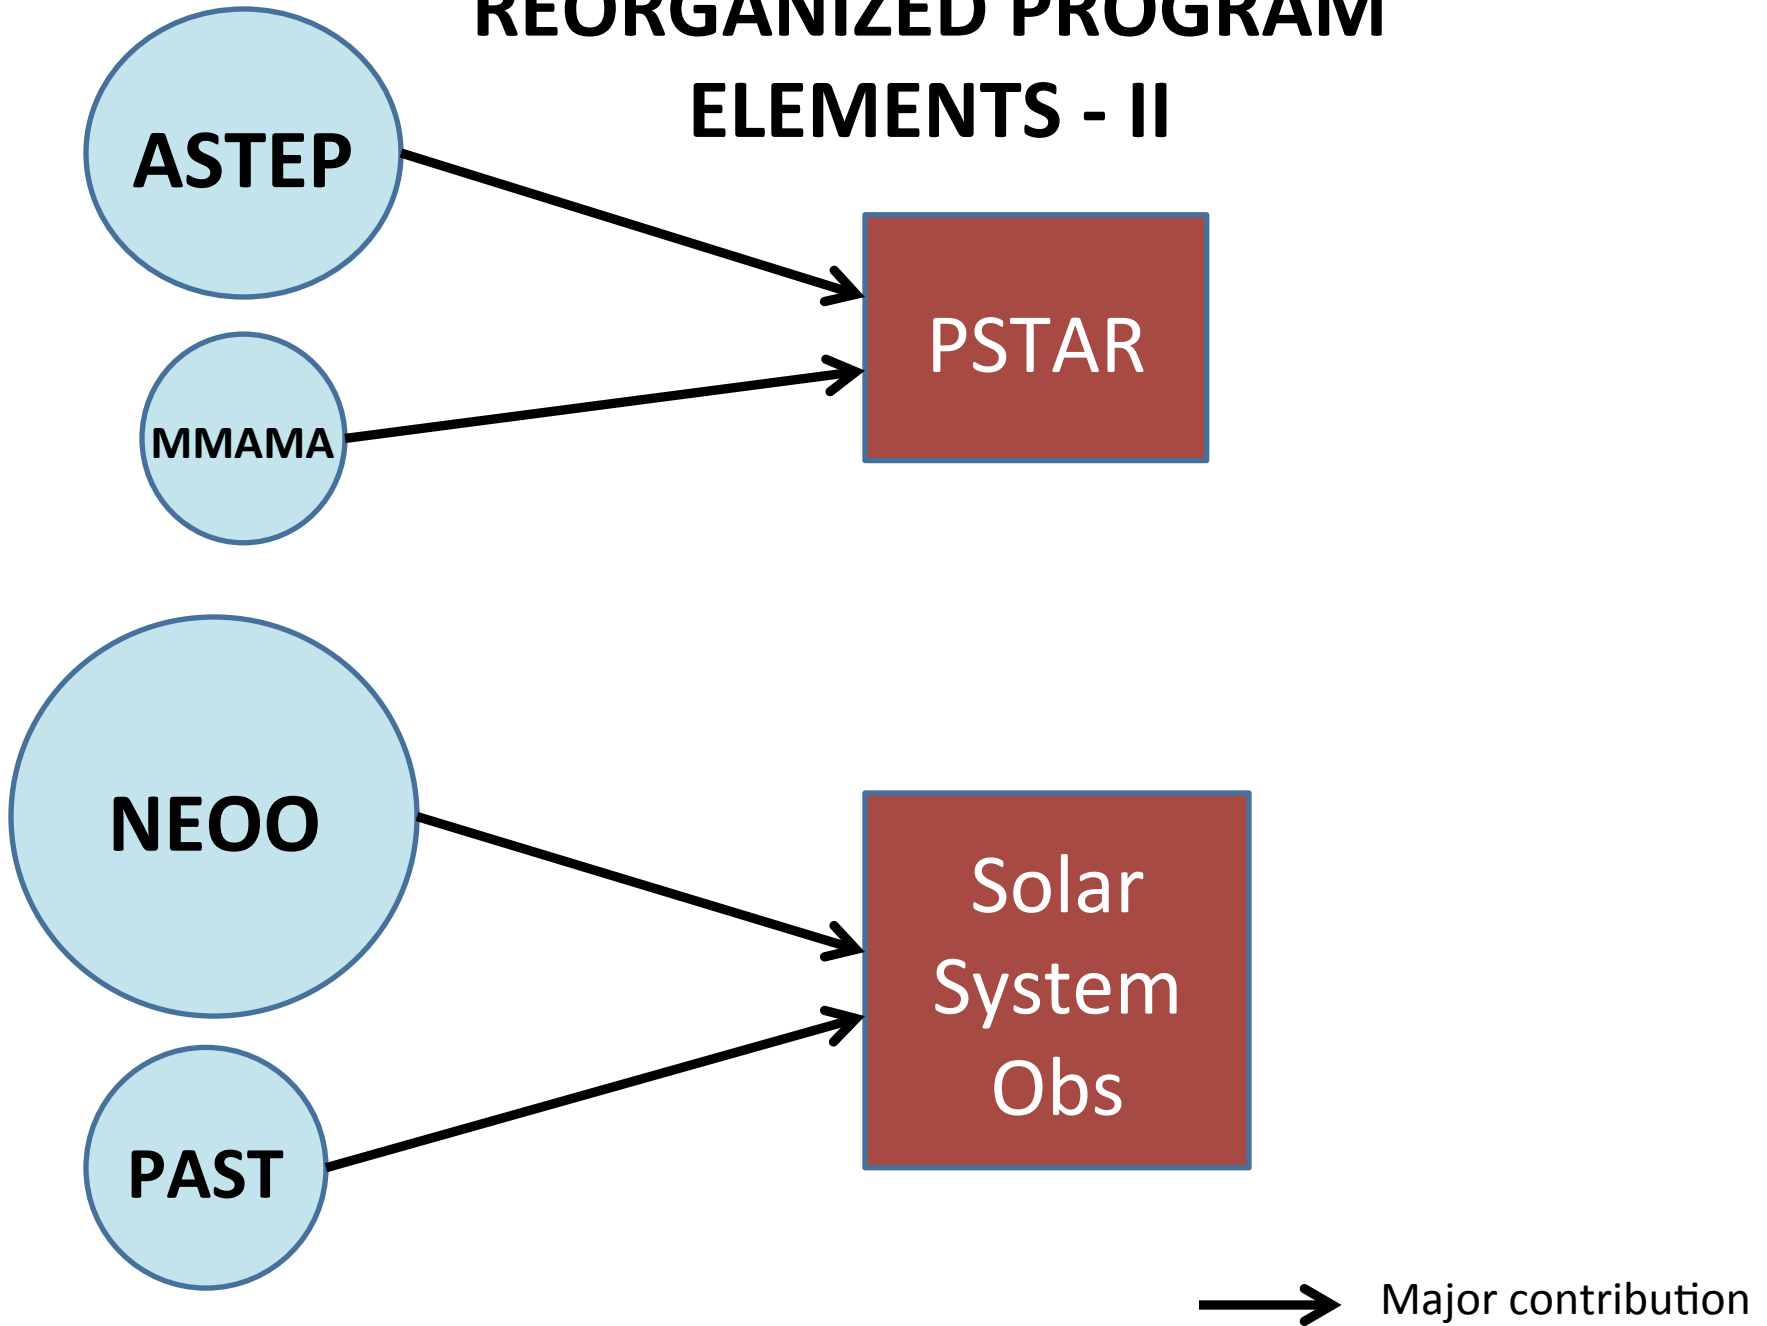 REORGANIZED PROGRAM
ELEMENTS - II
ASTEP
PSTAR
MMAMA
NEOO
Solar
System
Obs
PAST
Major contribution